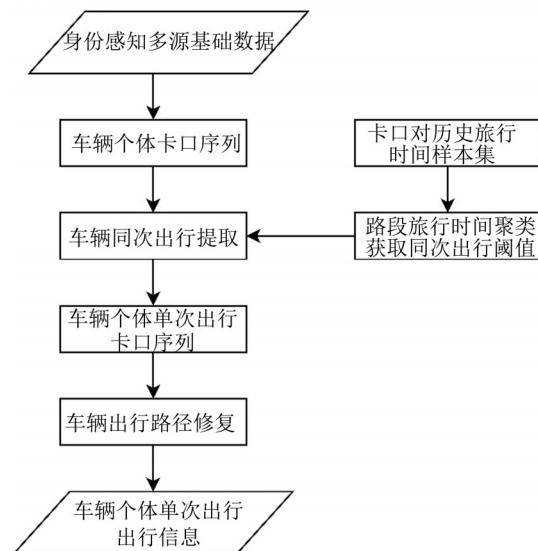 身份感知多源基础数据
车辆个体卡口序列
卡口对历史旅行
时间样本集
车辆同次出行提取
路段旅行时间聚类
获取同次出行阈值
车辆个体单次出行
卡口序列
车辆出行路径修复
车辆个体单次出行
出行信息